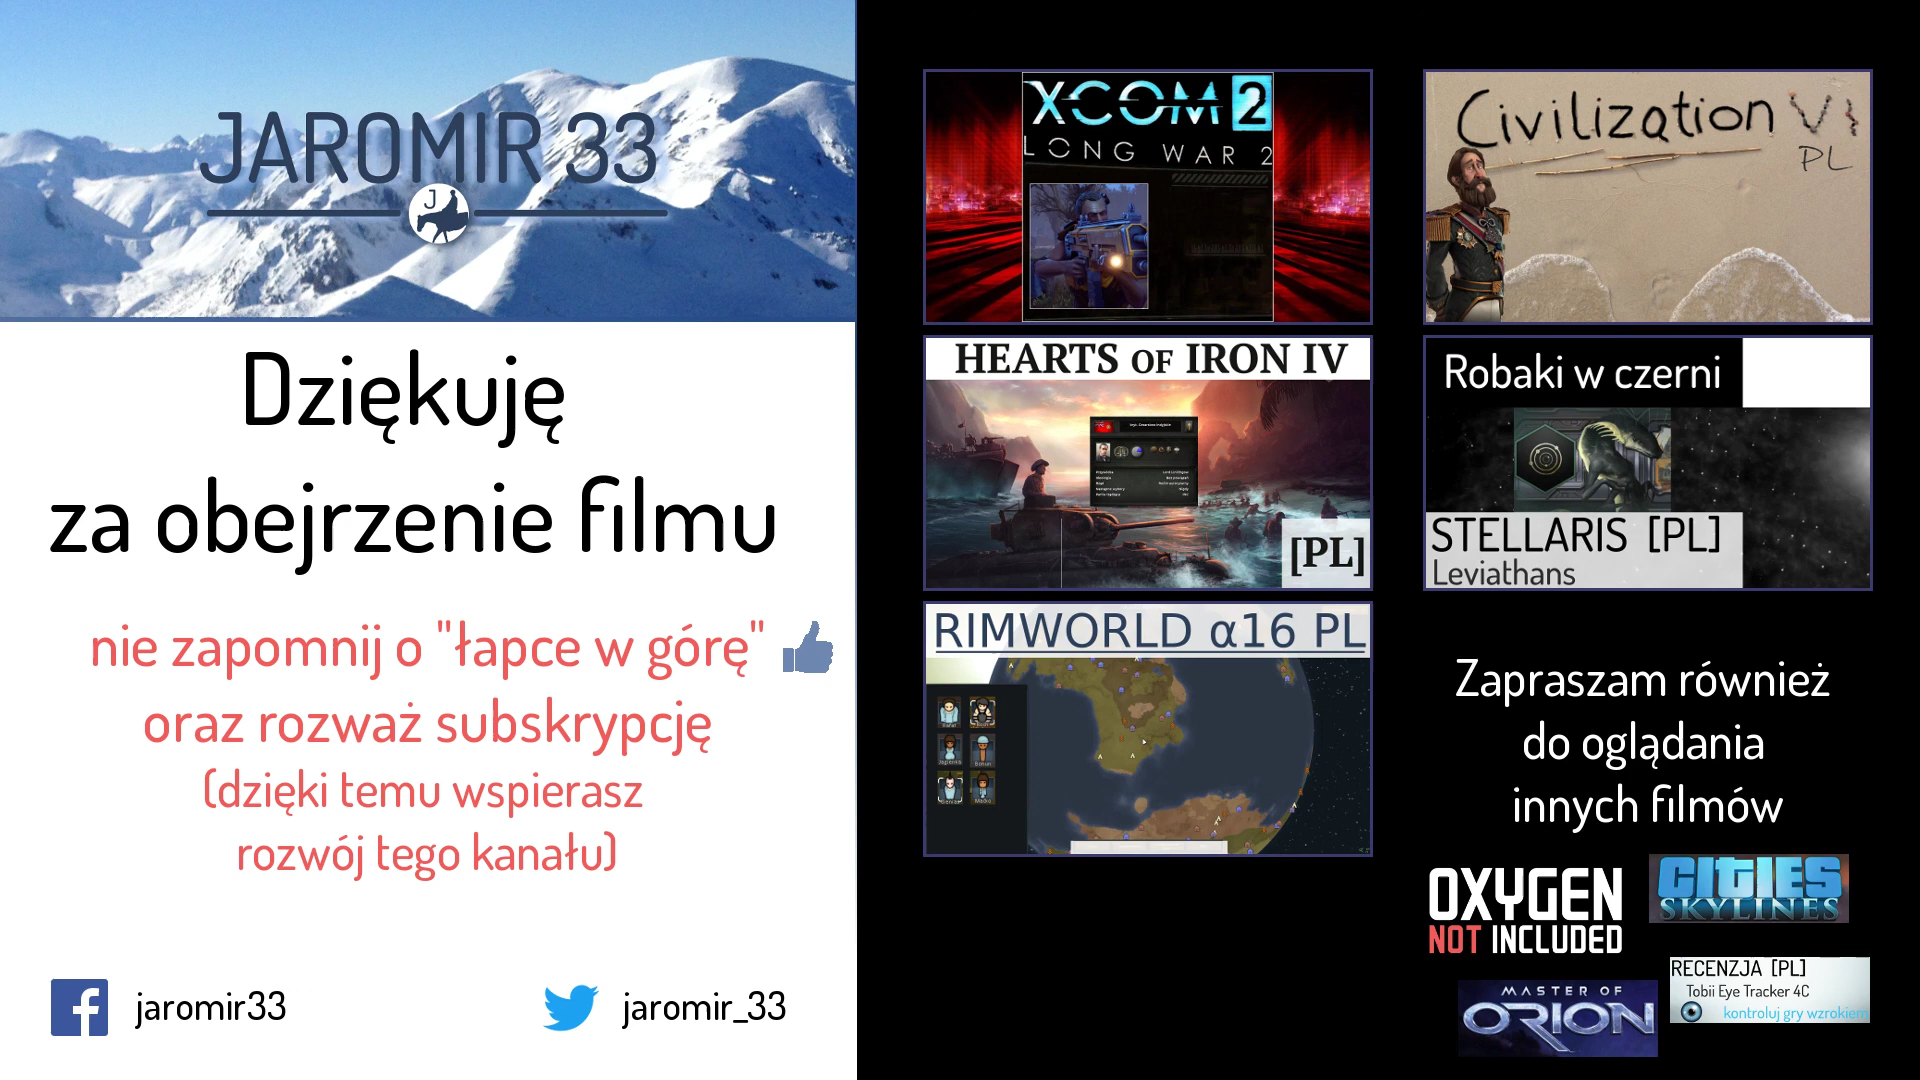 JAROMIR 33
J
Dziękuję
za obejrzenie filmu
nie zapomnij o "łapce w górę"
oraz rozważ subskrypcję
(dzięki temu wspierasz
rozwój tego kanału)
jaromir33
jaromir_33
XCOM 2
LONG WAR 2
Civilization VI
PL
HEARTS OF IRON IV
[PL]
Robaki w czerni
STELLARIS [PL]
Leviathans
RIMWORLD α16 PL
Zapraszam również
do oglądania
innych filmów
OXYGEN
NOT INCLUDED
CITIES
SKYLINES
MASTER OF
ORION
RECENZJA [PL]
Tobii Eye Tracker 4C
kontroluj gry wzrokiem